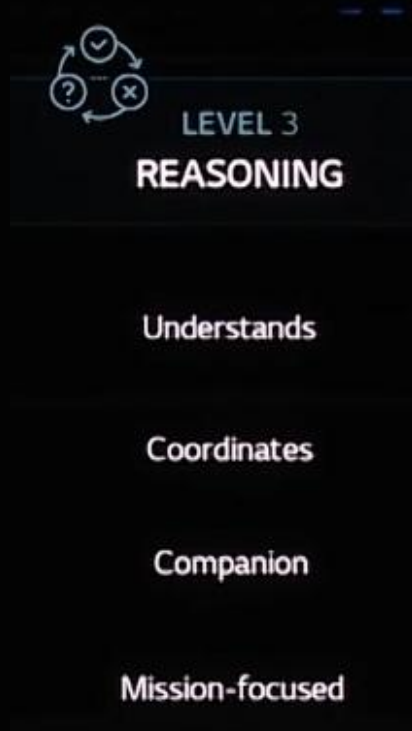 LEVEL 3
REASONING
Understands
Coordinates
Companion
Mission-focused